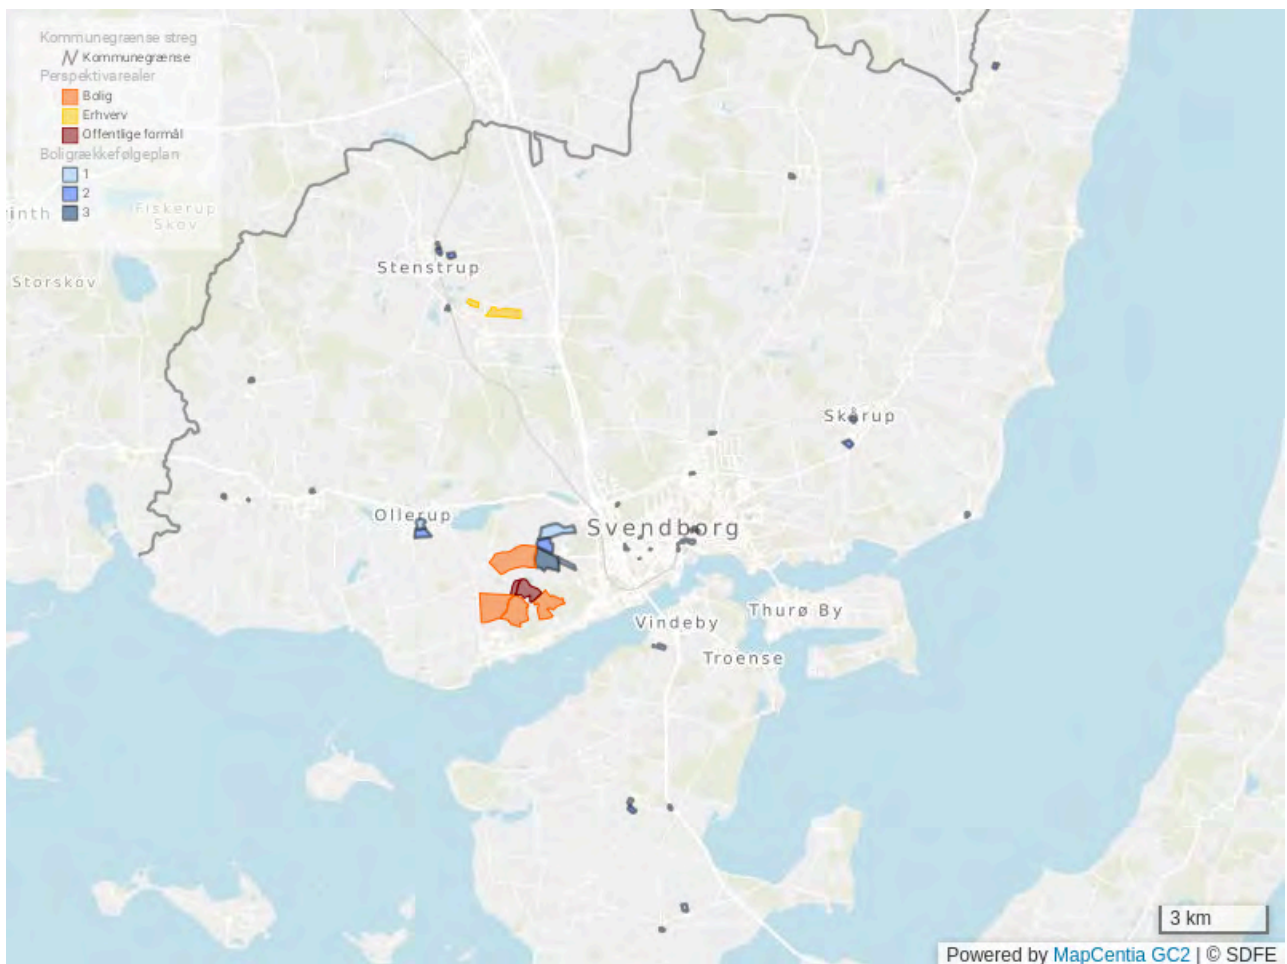 Kommunegrænse streg
Kommunegrænse
Perspektivarealer
Bolig
Erhverv
Offentlige formål
Boligrækkefølgeplan
1
2
3
rinth
Fiskerup
Skov
Storskov
Stenstrup
Skårup
Ollerup
Svendborg
Thurø By
Vindeby
Troense
3 km
Powered by MapCentia GC2 | © SDFE